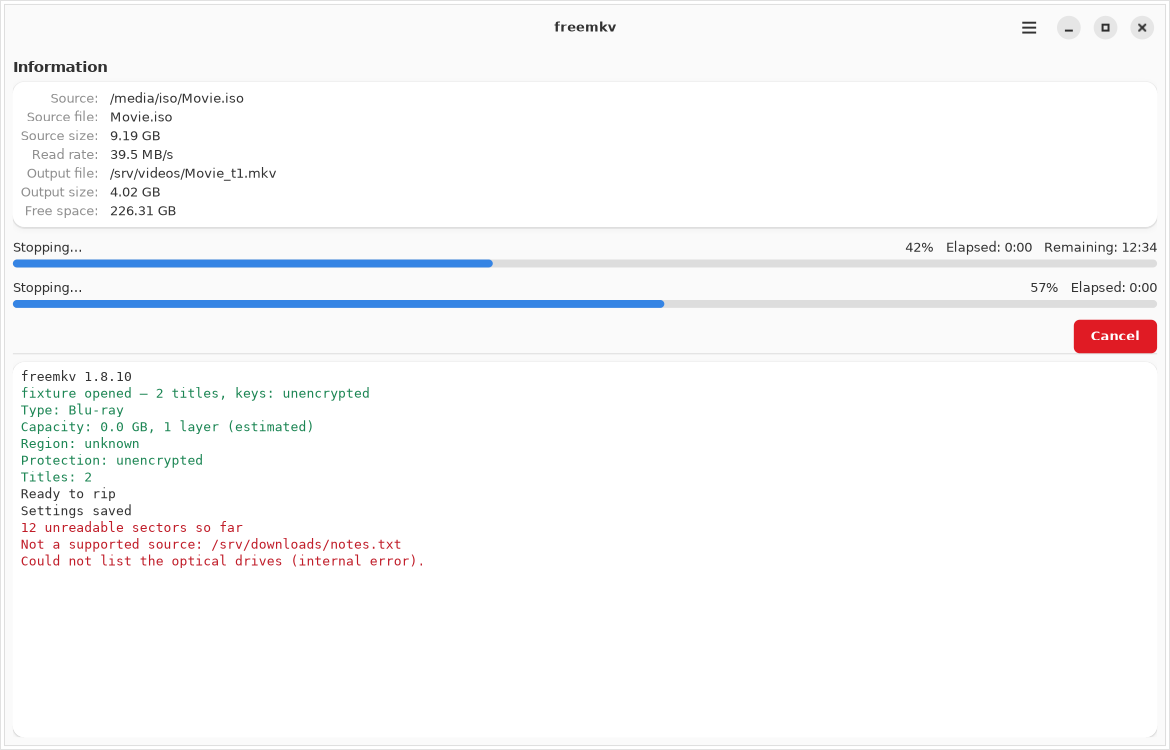 freemkv
Information
Source: /media/iso/Movie.iso
Source file: Movie.iso
Source size: 9.19 GB
Read rate: 39.5 MB/s
Output file: /srv/videos/Movie_t1.mkv
Output size: 4.02 GB
Free space: 226.31 GB
Stopping… 42% Elapsed: 0:00 Remaining: 12:34
Stopping… 57% Elapsed: 0:00
Cancel
freemkv 1.8.10
fixture opened — 2 titles, keys: unencrypted
Type: Blu-ray
Capacity: 0.0 GB, 1 layer (estimated)
Region: unknown
Protection: unencrypted
Titles: 2
Ready to rip
Settings saved
12 unreadable sectors so far
Not a supported source: /srv/downloads/notes.txt
Could not list the optical drives (internal error).